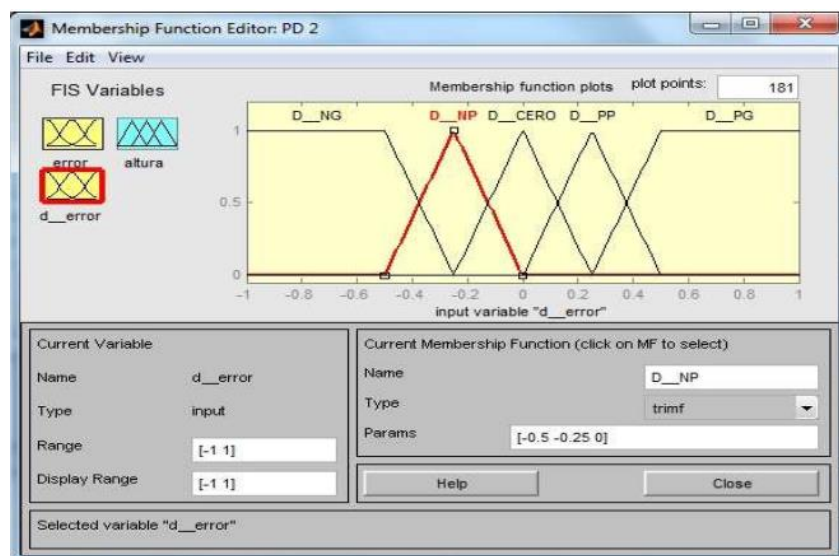 Membership Function Editor: PD 2
File Edit View
FIS Variables
Membership function plots plot points: 181
D__NG D__NP D__CERO D__PP D__PG
error altura
d__error
1
0.5
0
-1 -0.8 -0.6 -0.4 -0.2 0 0.2 0.4 0.6 0.8 1
input variable "d__error"
Current Variable
Name d__error
Type input
Range [-1 1]
Display Range [-1 1]
Current Membership Function (click on MF to select)
Name D__NP
Type trimf
Params [-0.5 -0.25 0]
Help Close
Selected variable "d__error"